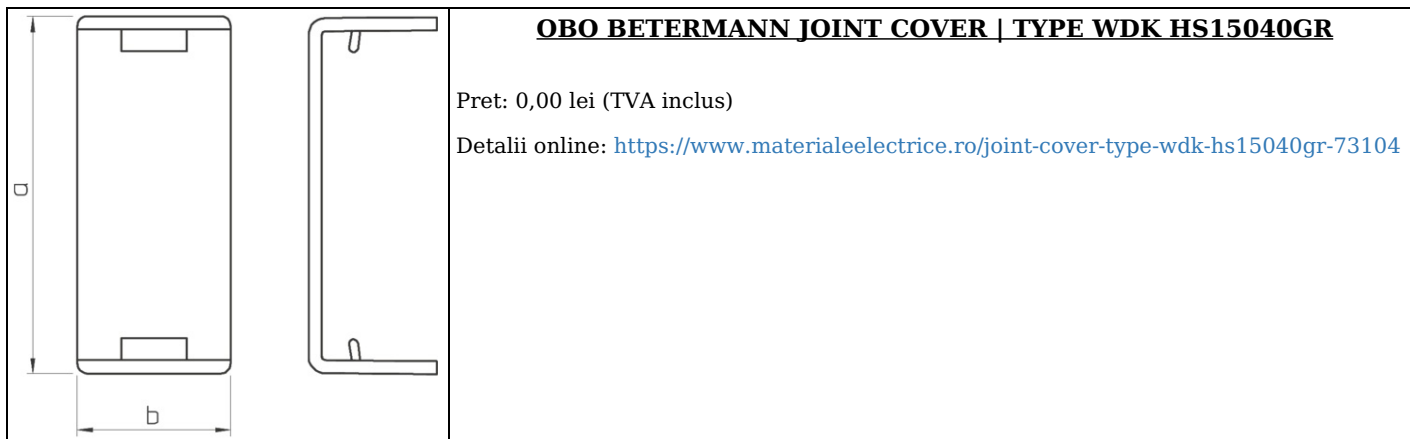 OBO BETERMANN JOINT COVER | TYPE WDK HS15040GR
Pret: 0,00 lei (TVA inclus)
Detalii online: https://www.materialeelectrice.ro/joint-cover-type-wdk-hs15040gr-73104
a
b